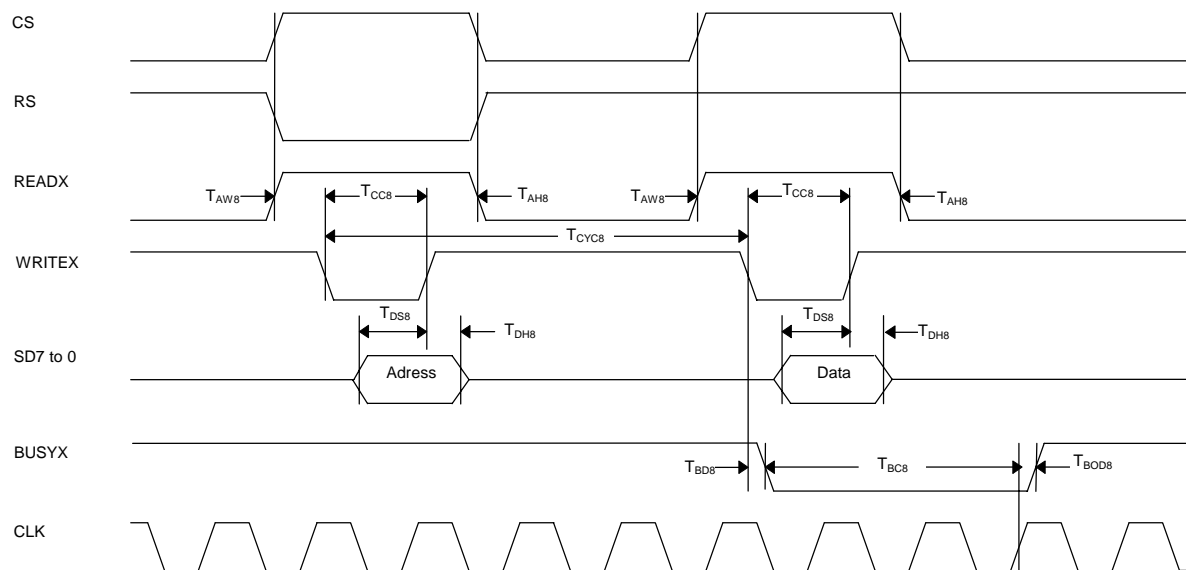 CS
RS
READX
TAW8
TCC8
TAH8
TAW8
TCC8
TAH8
TCYC8
WRITEX
TDS8
TDH8
TDS8
TDH8
SD7 to 0
Adress
Data
BUSYX
TBD8
TBC8
TBOD8
CLK